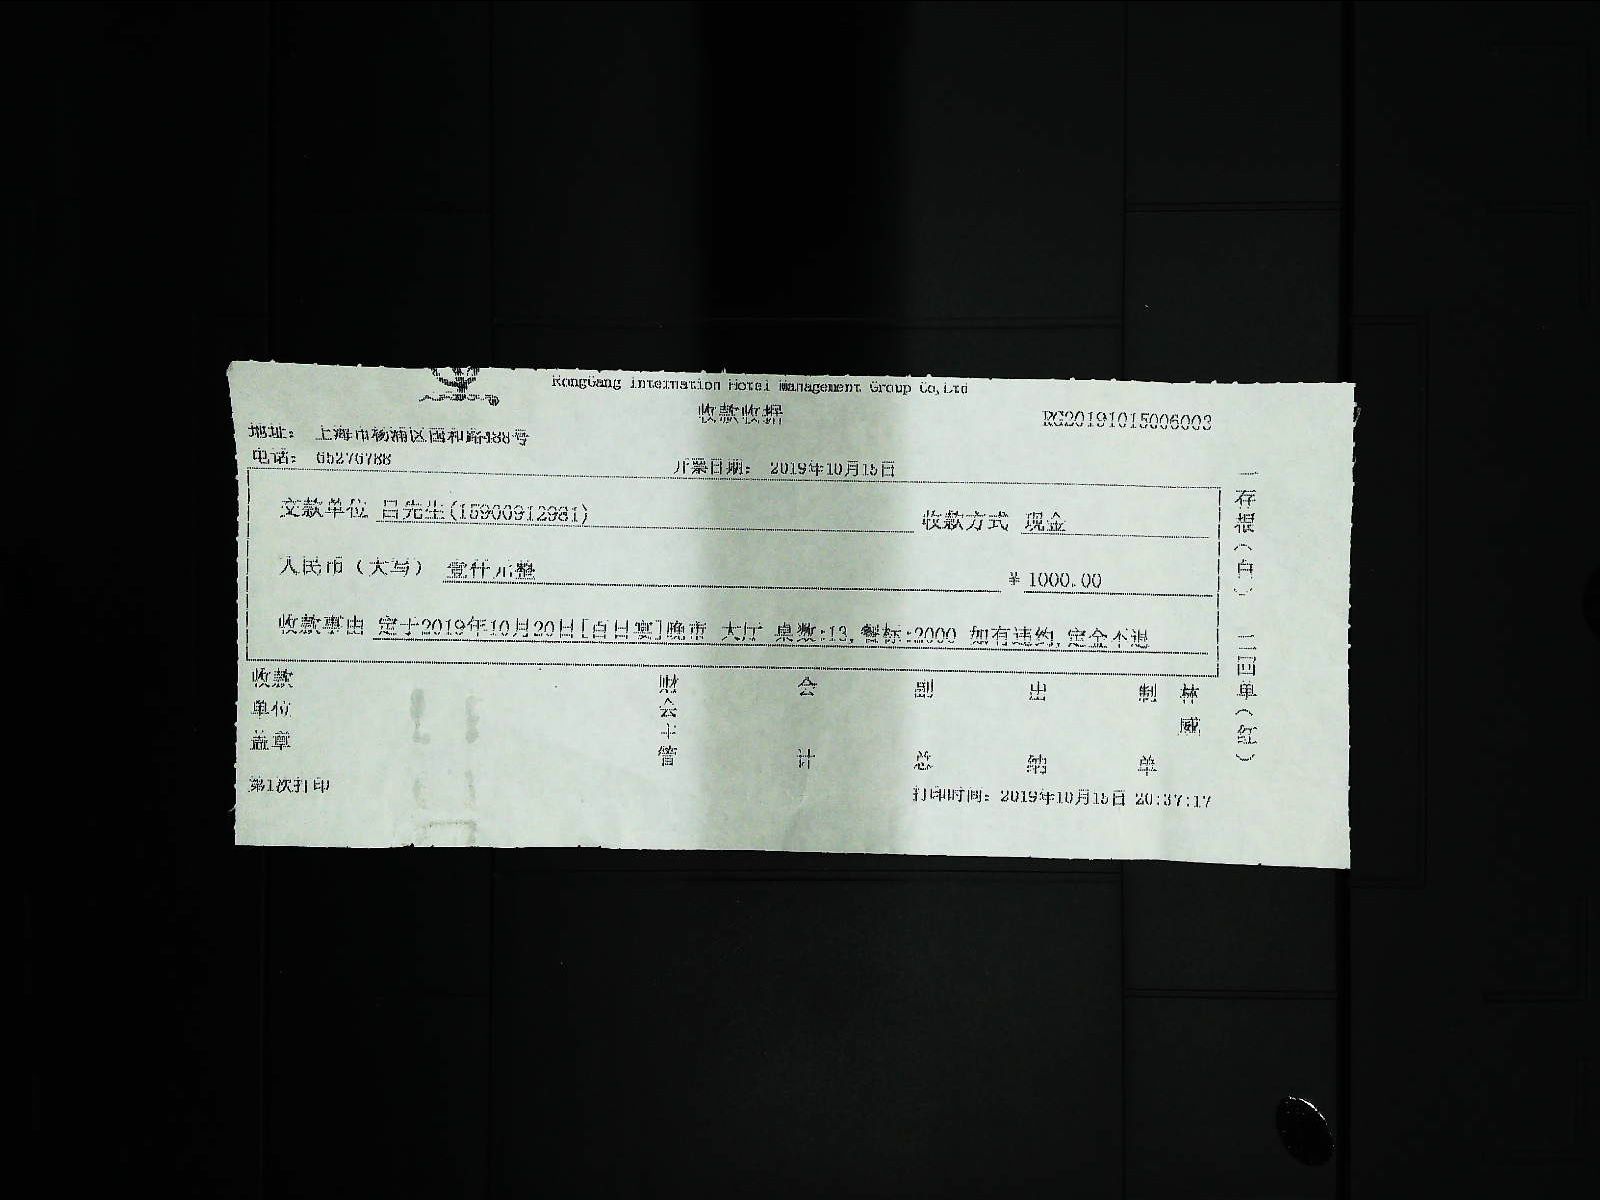 RongGang Internation Hotel Management Group Co,Ltd
收款收据
RG20191015006003
地址： 上海市杨浦区国和路488号
电话： 65276788
开票日期： 2019年10月15日
交款单位 吕先生(15900912981)
收款方式 现金
人民币（大写） 壹仟元整
￥1000.00
收款事由 定于2019年10月20日[百日宴]晚市 大厅 桌数:13,餐标:2000 如有违约,定金不退
收款单位盖章
财会主管
会计
副总
出纳
制单
林威
第1次打印
打印时间：2019年10月15日 20:37:17
一存根（白） 二回单（红）